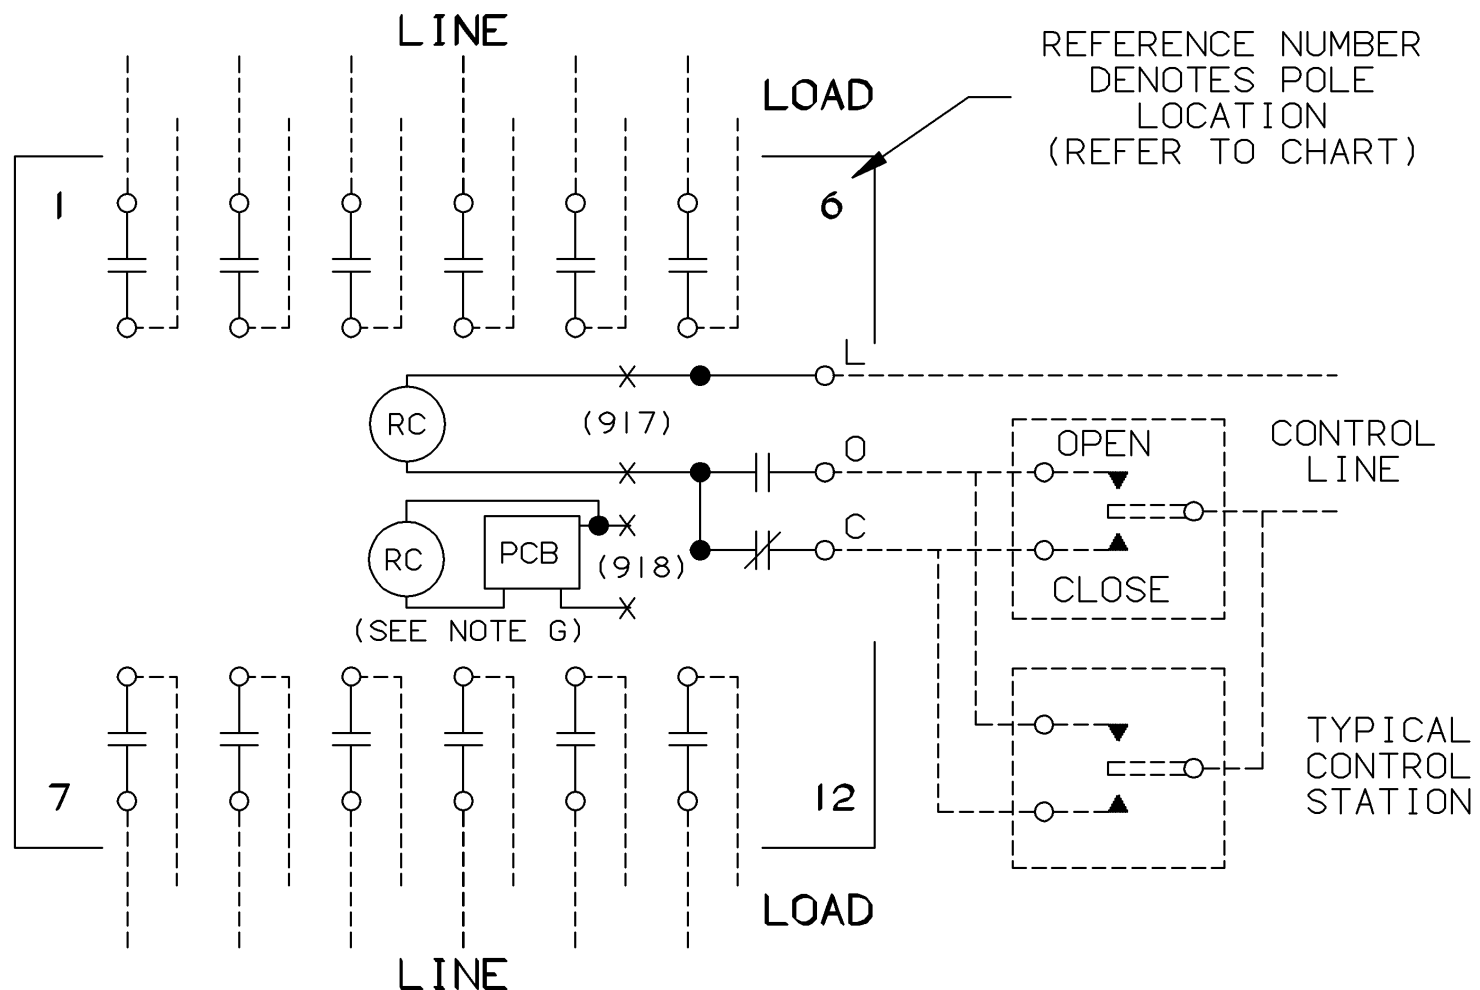 LINE
LOAD
REFERENCE NUMBER
DENOTES POLE
LOCATION
(REFER TO CHART)
1
6
L
RC
(917)
O
OPEN
CONTROL
LINE
C
RC
PCB
(918)
CLOSE
(SEE NOTE G)
7
12
TYPICAL
CONTROL
STATION
LOAD
LINE